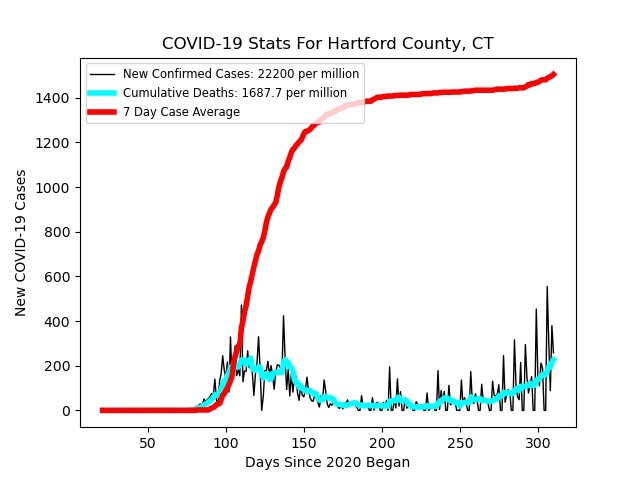 COVID-19 Stats For Hartford County, CT
New Confirmed Cases: 22200 per million
Cumulative Deaths: 1687.7 per million
7 Day Case Average
New COVID-19 Cases
1400
1200
1000
800
600
400
200
0
50 100 150 200 250 300
Days Since 2020 Began